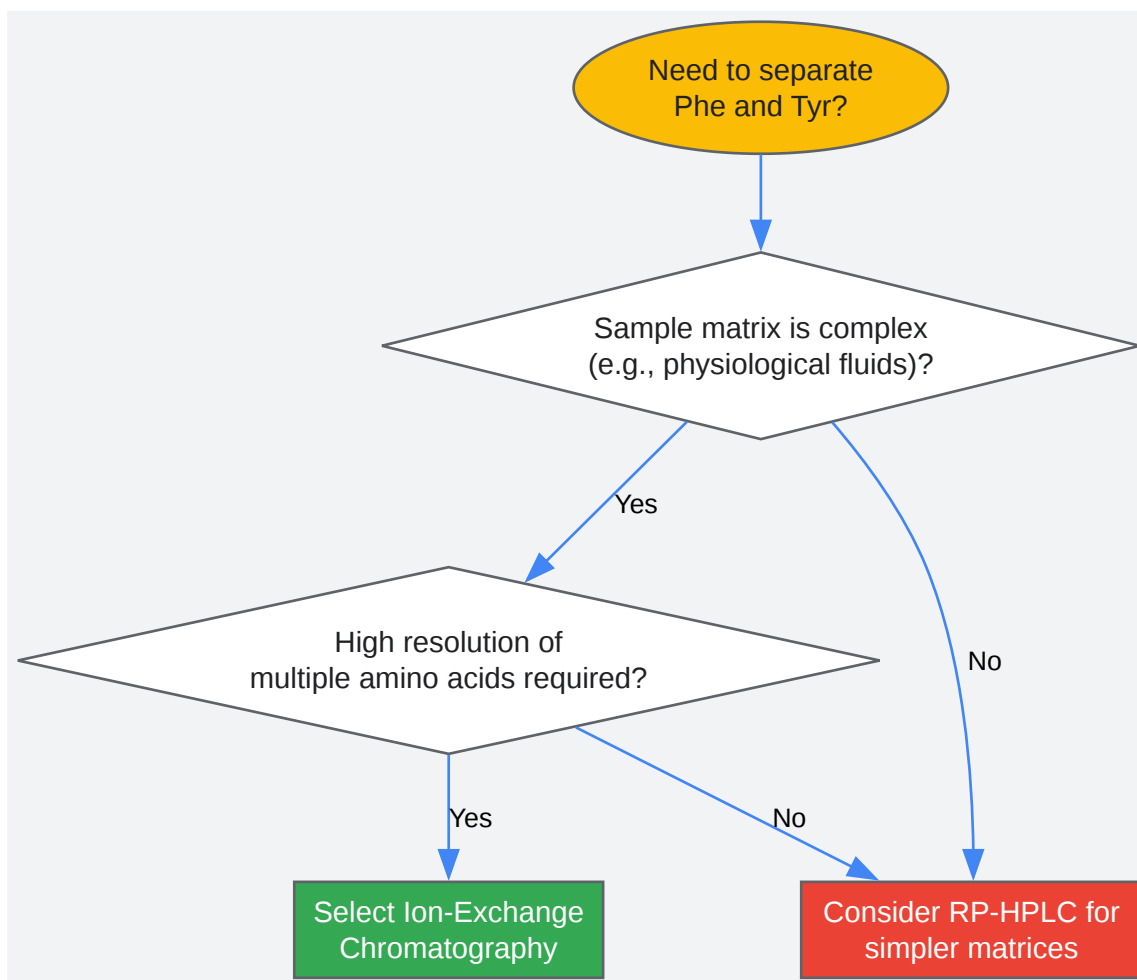 Need to separate
Phe and Tyr?
Sample matrix is complex
(e.g., physiological fluids)?
Yes
No
High resolution of
multiple amino acids required?
Yes
No
Select Ion-Exchange
Chromatography
Consider RP-HPLC for
simpler matrices